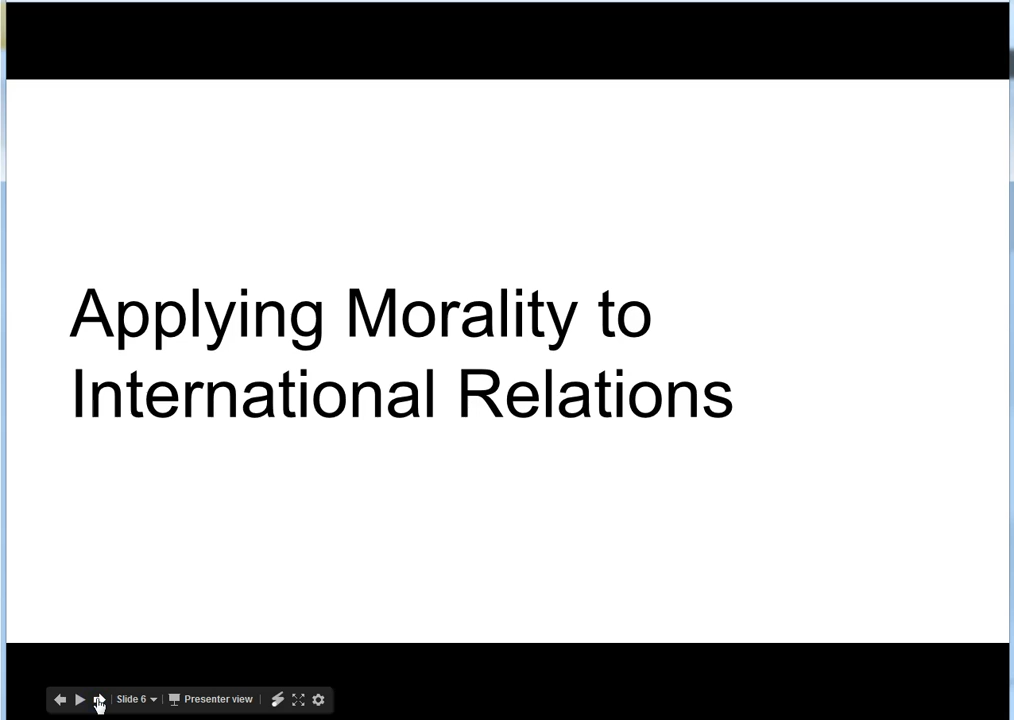 Applying Morality to
International Relations
Slide 6
Presenter view